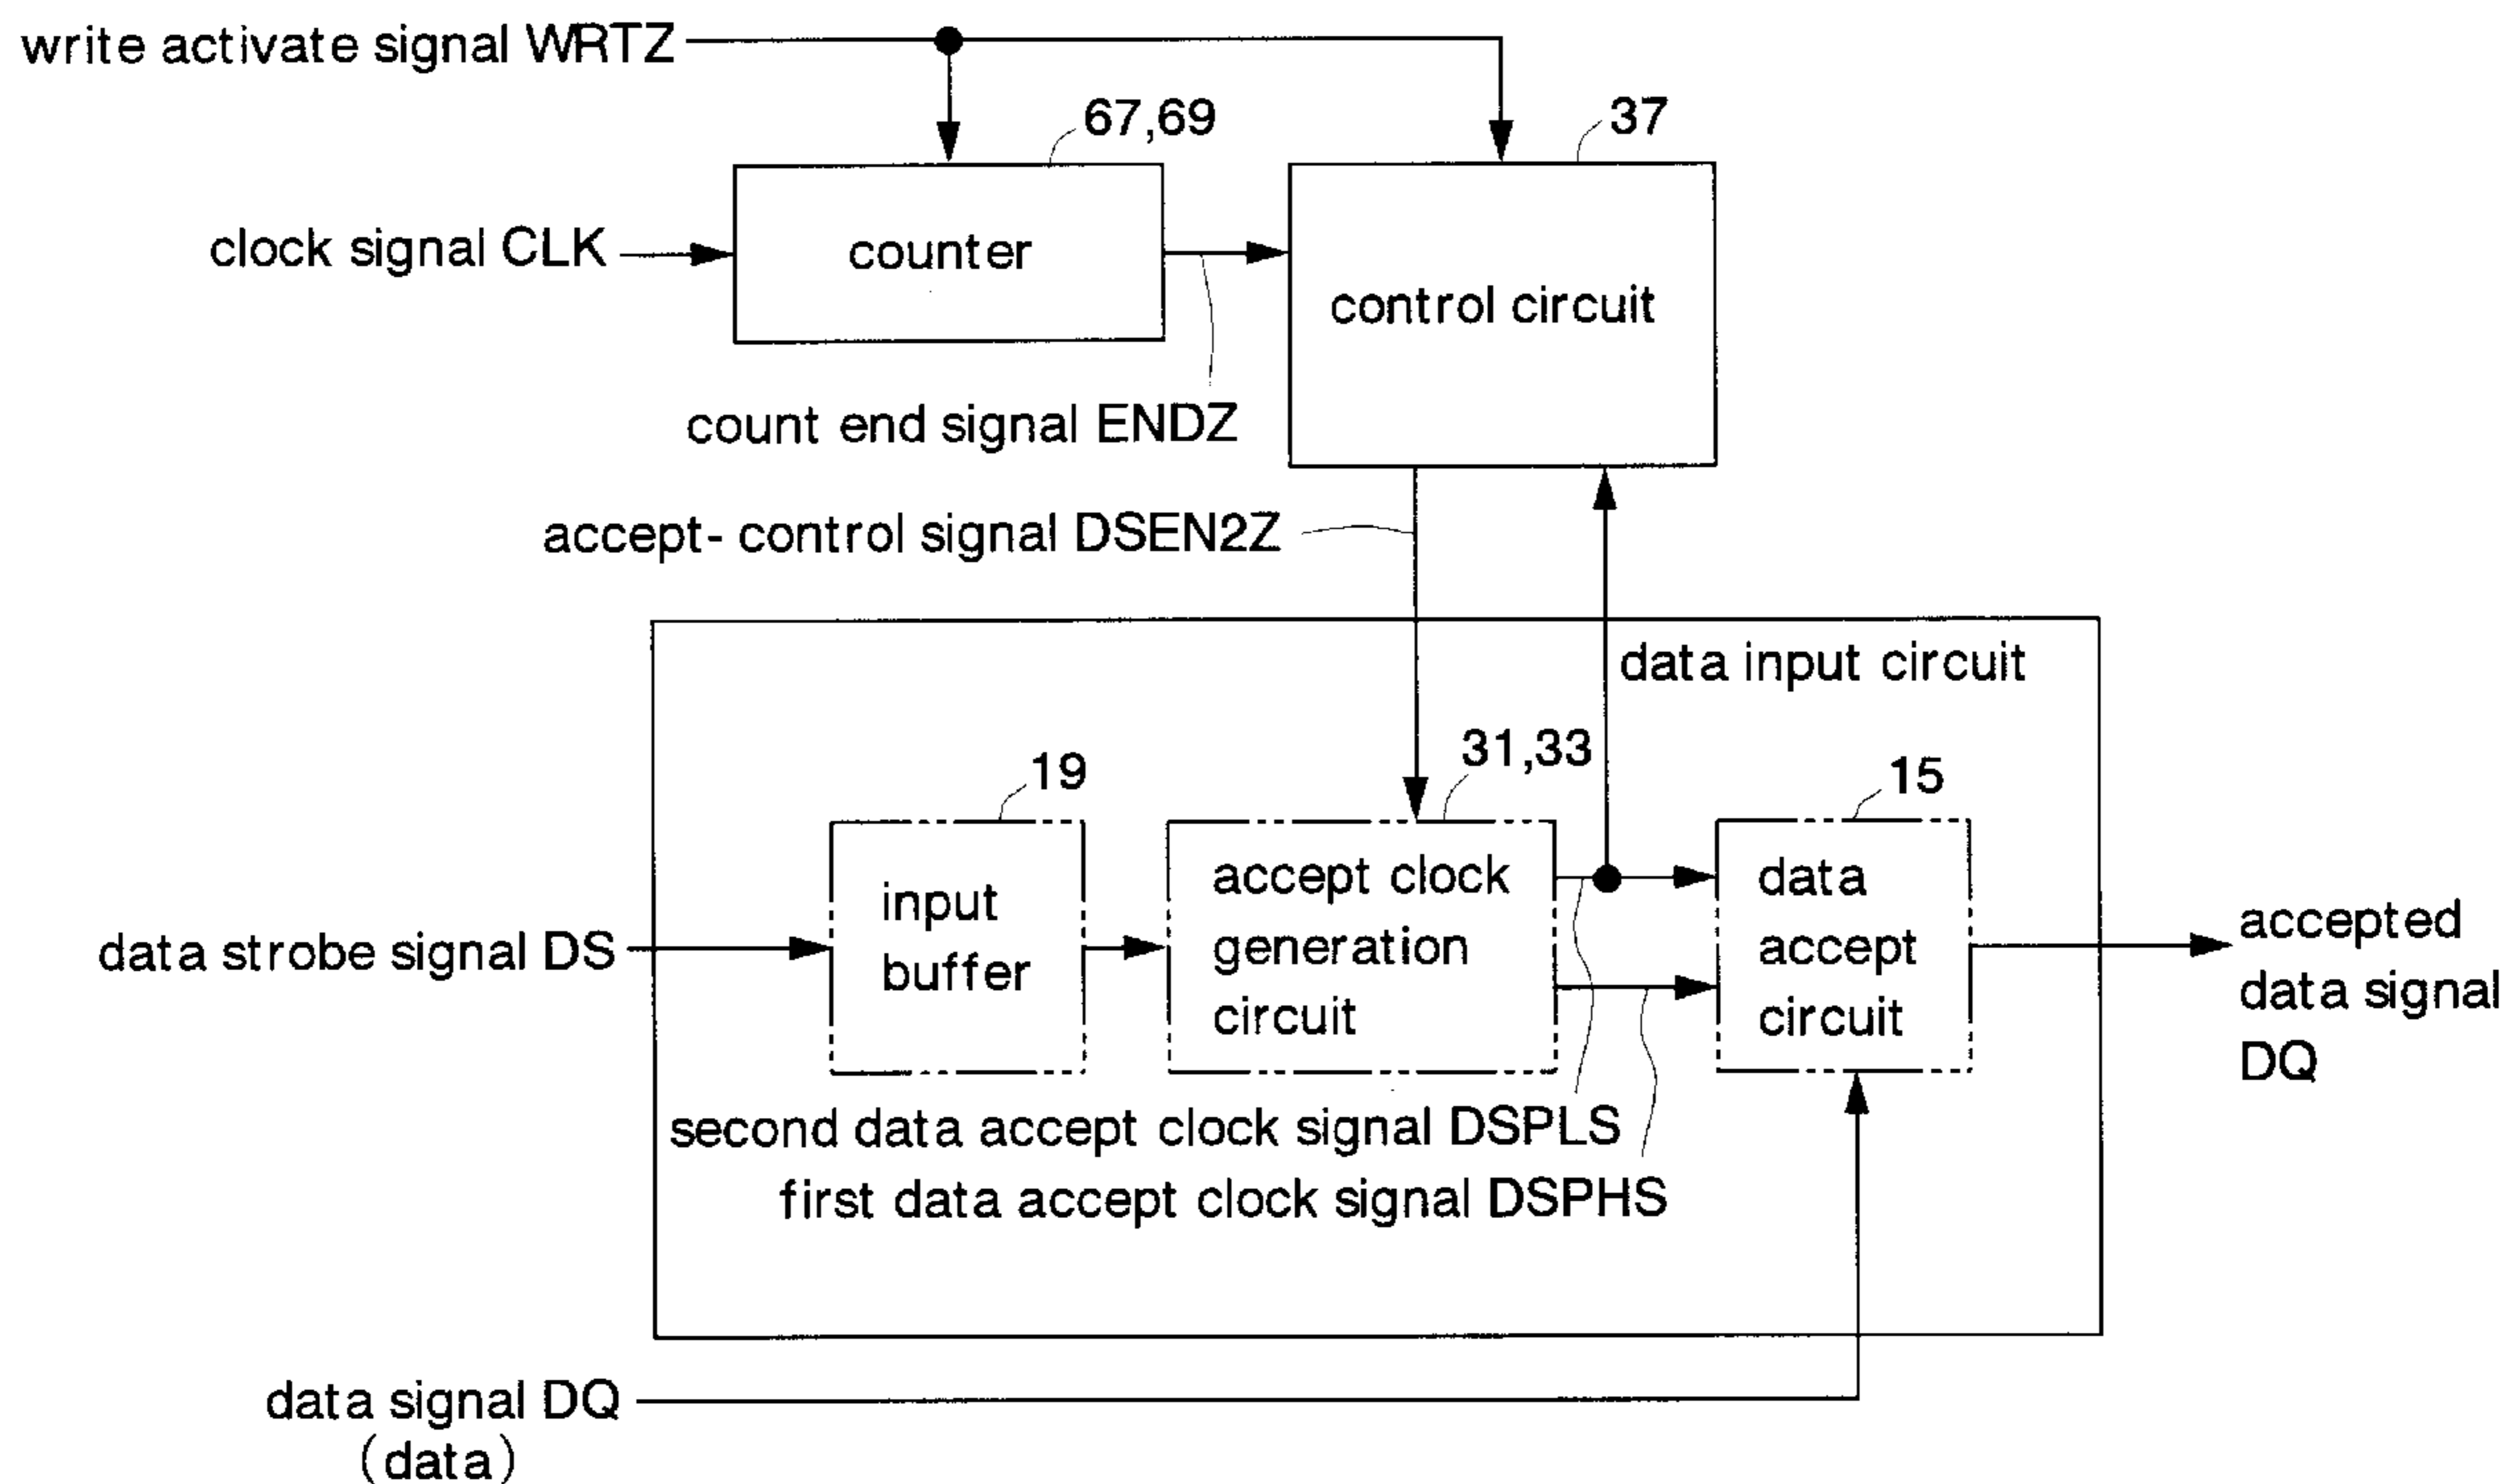 write activate signal WRTZ
67,69
37
clock signal CLK
counter
control circuit
count end signal ENDZ
accept- control signal DSEN2Z
data input circuit
31,33
19
15
input
buffer
accept clock
generation
circuit
data
accept
circuit
data strobe signal DS
accepted
data signal
DQ
second data accept clock signal DSPLS
first data accept clock signal DSPHS
data signal DQ
(data)